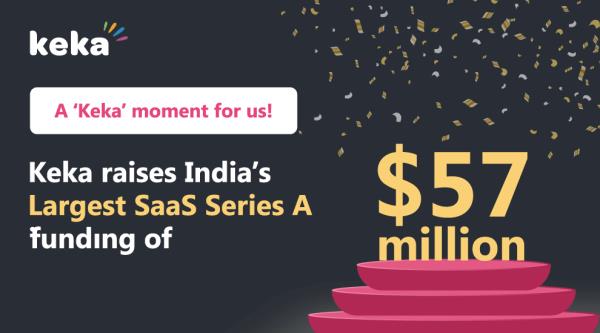 keka
A ‘Keka’ moment for us!
Keka raises India’s
Largest SaaS Series A
funding of
$57
million